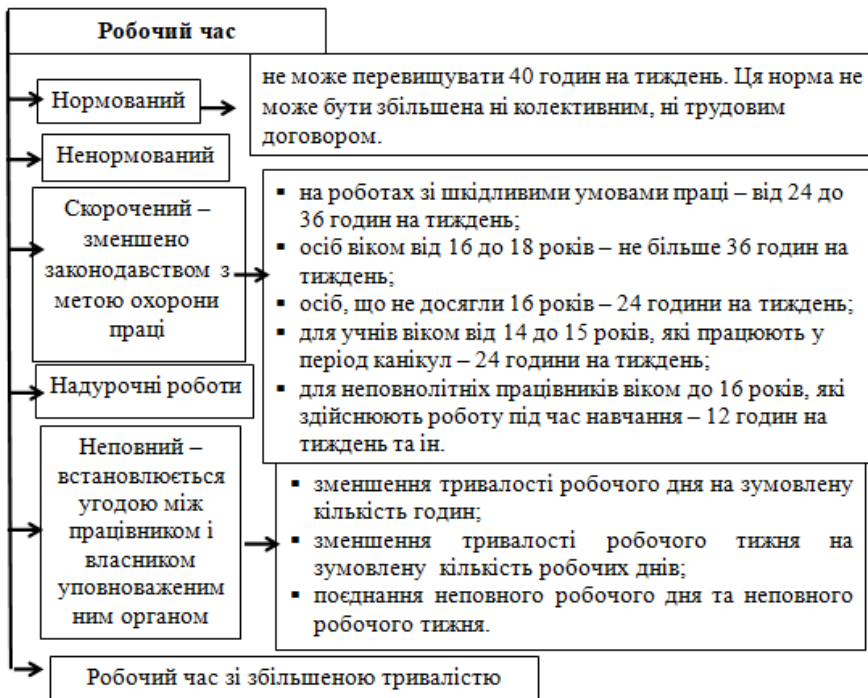 Робочий час
Нормований
не може перевищувати 40 годин на тиждень. Ця норма не
може бути збільшена ні колективним, ні трудовим
договором.
Ненормований
Скорочений –
зменшено
законодавством з
метою охорони
праці
▪ на роботах зі шкідливими умовами праці – від 24 до
36 годин на тиждень;
▪ осіб віком від 16 до 18 років – не більше 36 годин на
тиждень;
▪ осіб, що не досягли 16 років – 24 години на тиждень;
▪ для учнів віком від 14 до 15 років, які працюють у
період канікул – 24 години на тиждень;
▪ для неповнолітніх працівників віком до 16 років, які
здійснюють роботу під час навчання – 12 годин на
тиждень та ін.
Надурочні роботи
Неповний –
встановлюється
угодою між
працівником і
власником
уповноваженим
ним органом
▪ зменшення тривалості робочого дня на зумовлену
кількість годин;
▪ зменшення тривалості робочого тижня на
зумовлену кількість робочих днів;
▪ поєднання неповного робочого дня та неповного
робочого тижня.
Робочий час зі збільшеною тривалістю